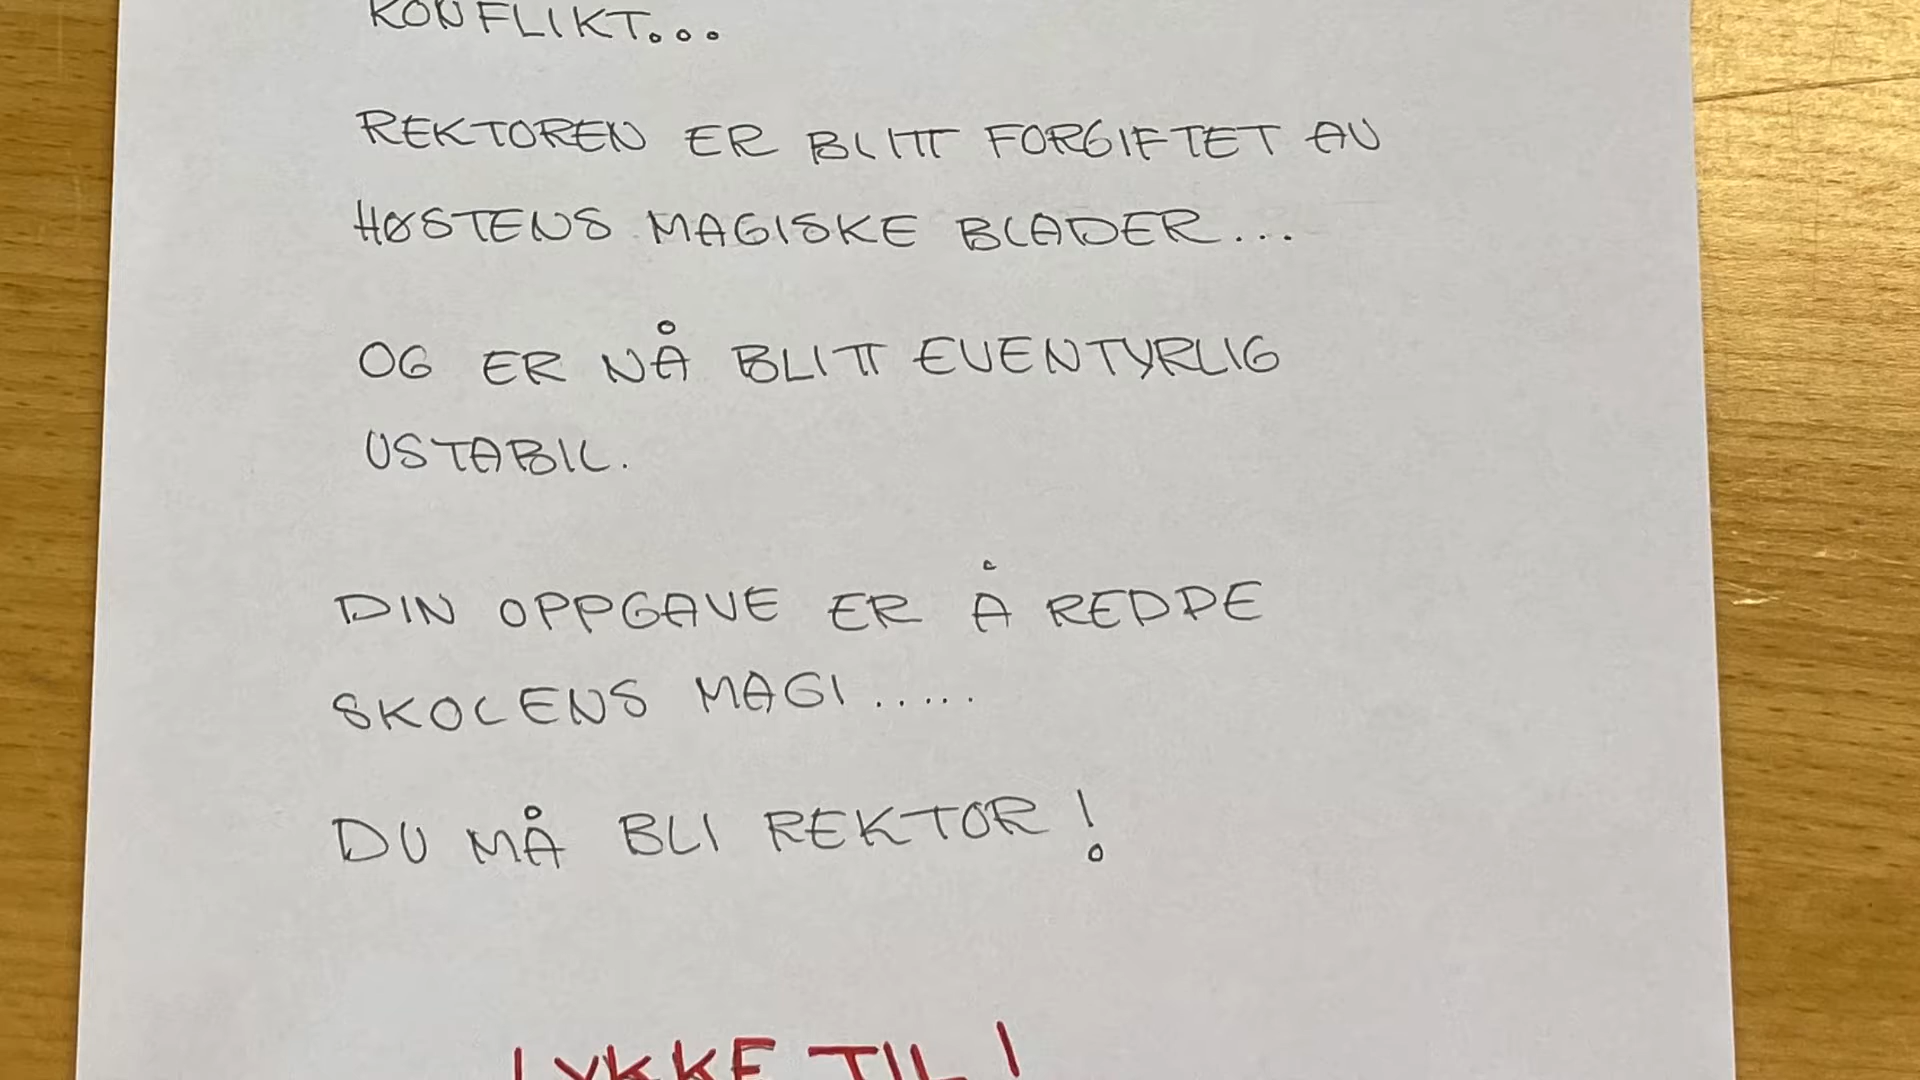 KONFLIKT...
REKTOREN ER BLITT FORGIFTET AV
HØSTENS MAGISKE BLADER...
OG ER NÅ BLITT EVENTYRLIG
USTABIL.
DIN OPPGAVE ER Å REDDE
SKOLENS MAGI.....
DU MÅ BLI REKTOR!
LYKKE TIL!